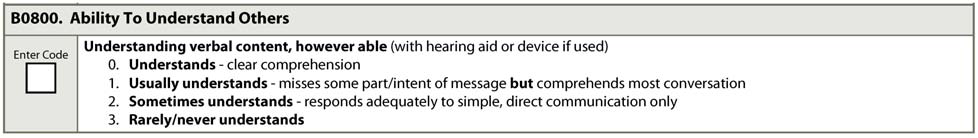 B0800. Ability To Understand Others
Enter Code
Understanding verbal content, however able (with hearing aid or device if used)
0. Understands - clear comprehension
1. Usually understands - misses some part/intent of message but comprehends most conversation
2. Sometimes understands - responds adequately to simple, direct communication only
3. Rarely/never understands